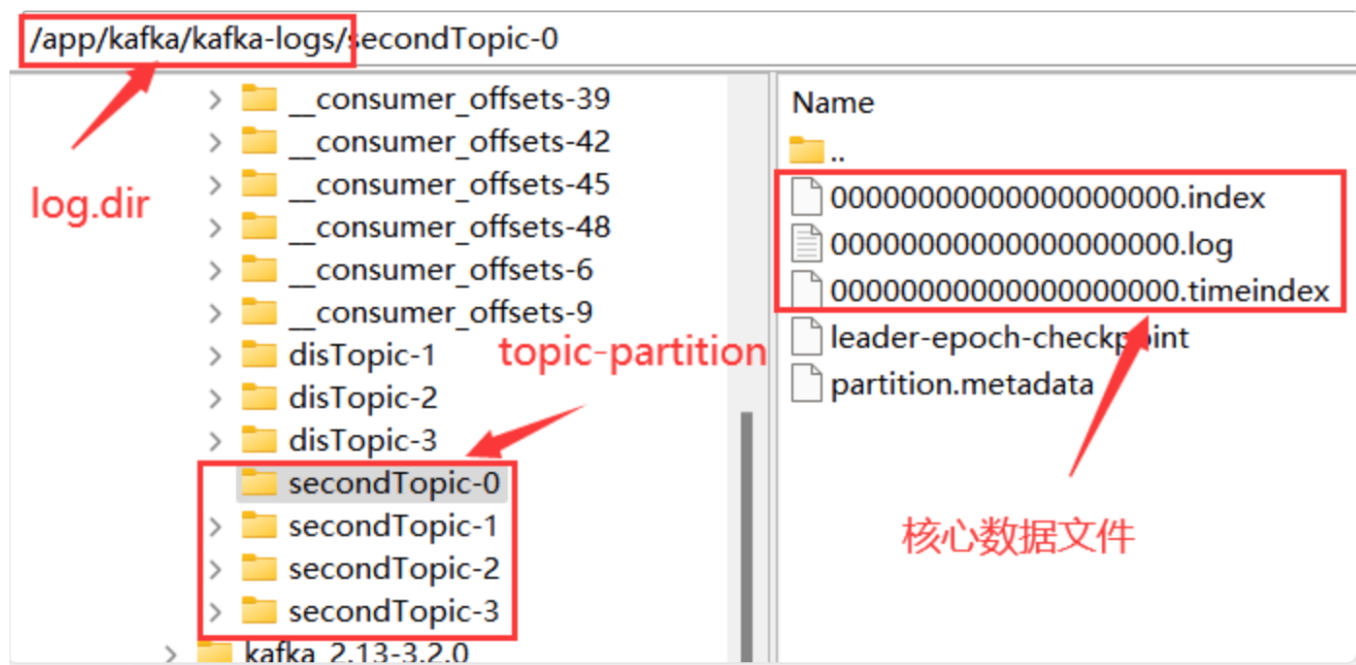 /app/kafka/kafka-logs/secondTopic-0
log.dir
__consumer_offsets-39
__consumer_offsets-42
__consumer_offsets-45
__consumer_offsets-48
__consumer_offsets-6
__consumer_offsets-9
disTopic-1
disTopic-2
disTopic-3
topic-partition
secondTopic-0
secondTopic-1
secondTopic-2
secondTopic-3
kafka_2.13-3.2.0
Name
..
00000000000000000000.index
00000000000000000000.log
00000000000000000000.timeindex
leader-epoch-checkpoint
partition.metadata
核心数据文件